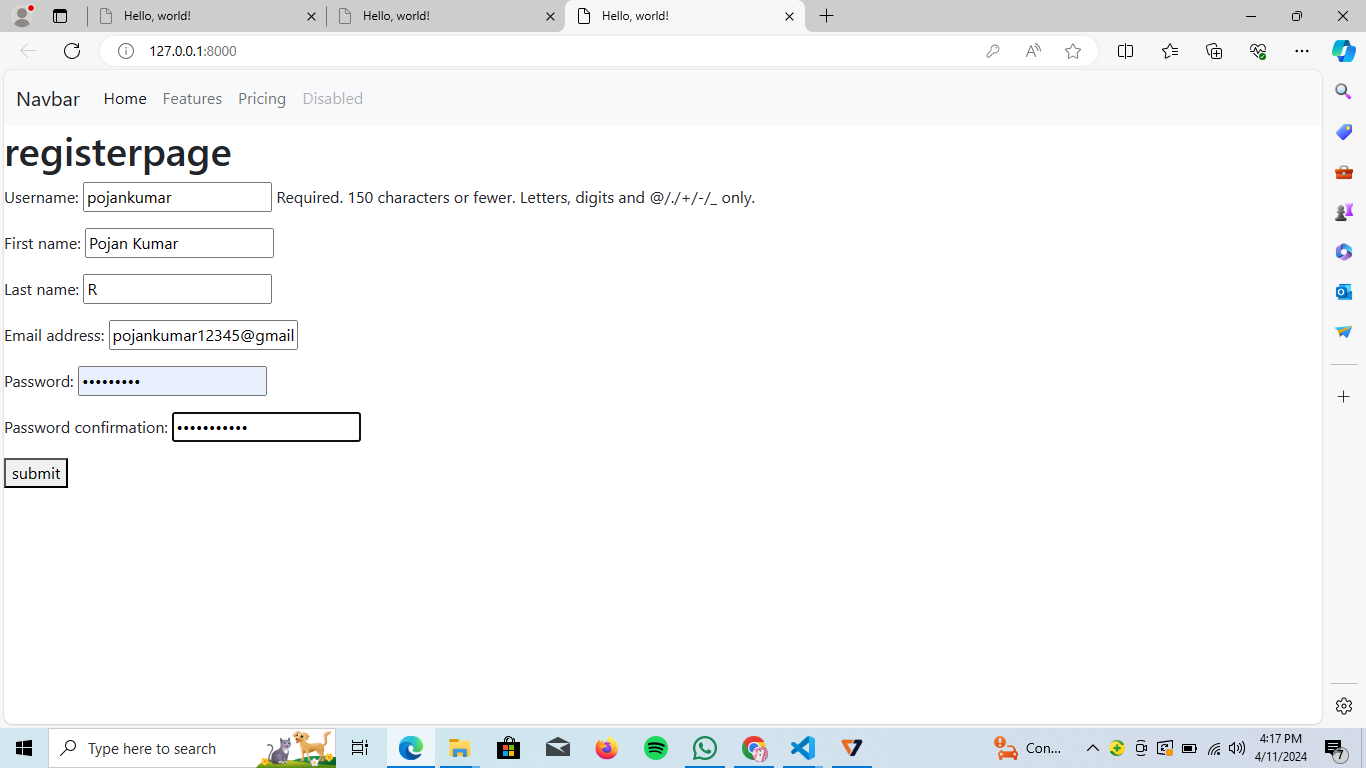 Hello, world! Hello, world! Hello, world!
127.0.0.1:8000
Navbar Home Features Pricing Disabled
registerpage
Username: pojankumar Required. 150 characters or fewer. Letters, digits and @/./+/-/_ only.
First name: Pojan Kumar
Last name: R
Email address: pojankumar12345@gmail
Password: •••••••••
Password confirmation: •••••••••••
submit
Type here to search Con... 4:17 PM
4/11/2024 7